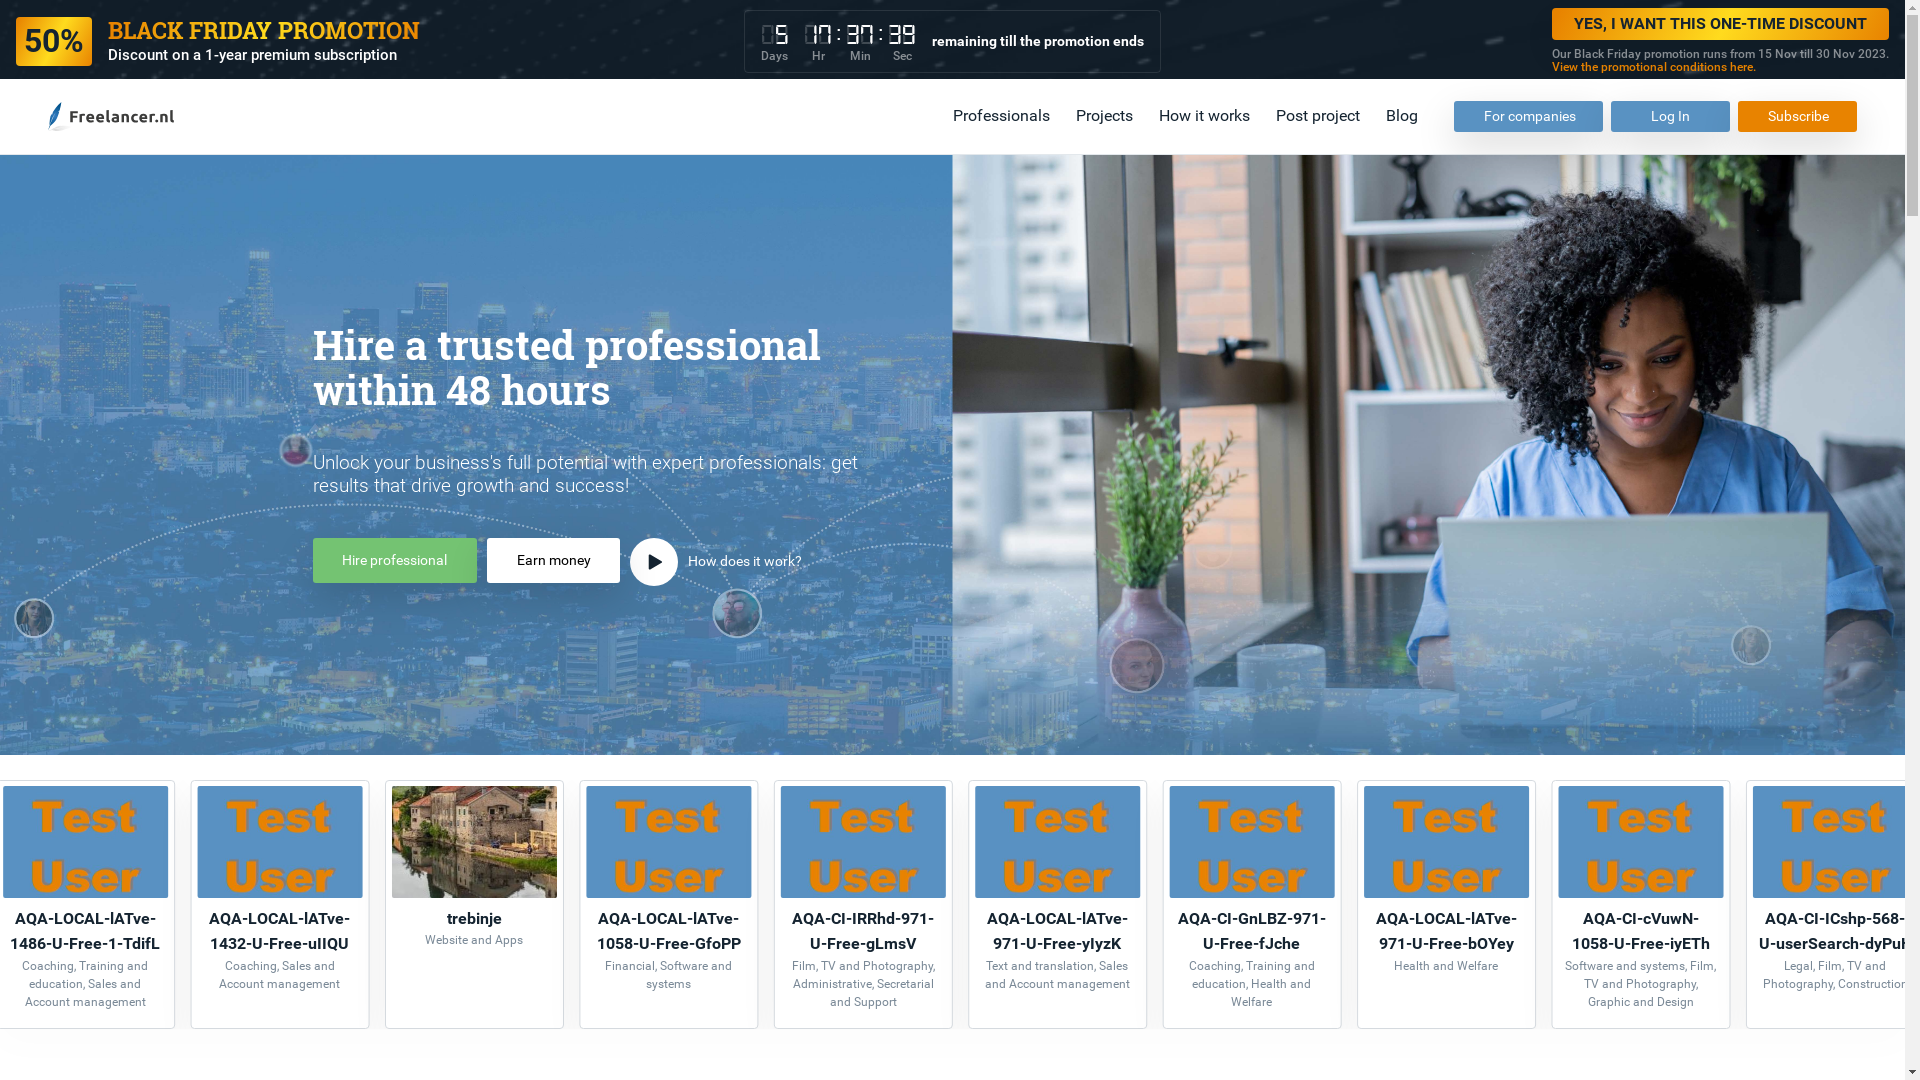 50%
BLACK FRIDAY PROMOTION
Discount on a 1-year premium subscription
5 17 : 37 : 39
Days Hr Min Sec
remaining till the promotion ends
YES, I WANT THIS ONE-TIME DISCOUNT
Our Black Friday promotion runs from 15 Nov till 30 Nov 2023.
View the promotional conditions here.
Freelancer.nl
Professionals
Projects
How it works
Post project
Blog
For companies
Log In
Subscribe
Hire a trusted professional
within 48 hours
Unlock your business's full potential with expert professionals: get
results that drive growth and success!
Hire professional
Earn money
How does it work?
Test
User
AQA-LOCAL-lATve-
1486-U-Free-1-TdifL
Coaching, Training and
education, Sales and
Account management
Test
User
AQA-LOCAL-lATve-
1432-U-Free-uIIQU
Coaching, Sales and
Account management
trebinje
Website and Apps
Test
User
AQA-LOCAL-lATve-
1058-U-Free-GfoPP
Financial, Software and
systems
Test
User
AQA-CI-IRRhd-971-
U-Free-gLmsV
Film, TV and Photography,
Administrative, Secretarial
and Support
Test
User
AQA-LOCAL-lATve-
971-U-Free-yIyzK
Text and translation, Sales
and Account management
Test
User
AQA-CI-GnLBZ-971-
U-Free-fJche
Coaching, Training and
education, Health and
Welfare
Test
User
AQA-LOCAL-lATve-
971-U-Free-bOYey
Health and Welfare
Test
User
AQA-CI-cVuwN-
1058-U-Free-iyETh
Software and systems, Film,
TV and Photography,
Graphic and Design
Test
User
AQA-CI-ICshp-568-
U-userSearch-dyPuH
Legal, Film, TV and
Photography, Construction